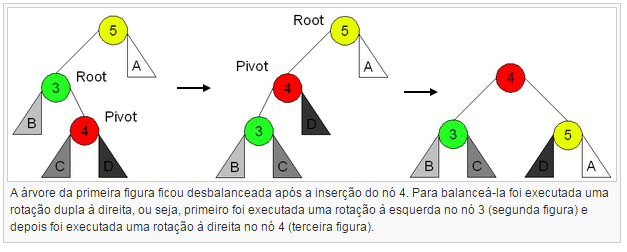 5
Root
A
3
Pivot
B
4
C
D
Root
5
Pivot
A
4
D
3
B
C
4
3
5
B
C
D
A
A árvore da primeira figura ficou desbalanceada após a inserção do nó 4. Para balanceá-la foi executada uma
rotação dupla à direita, ou seja, primeiro foi executada uma rotação à esquerda no nó 3 (segunda figura) e
depois foi executada uma rotação à direita no nó 4 (terceira figura).